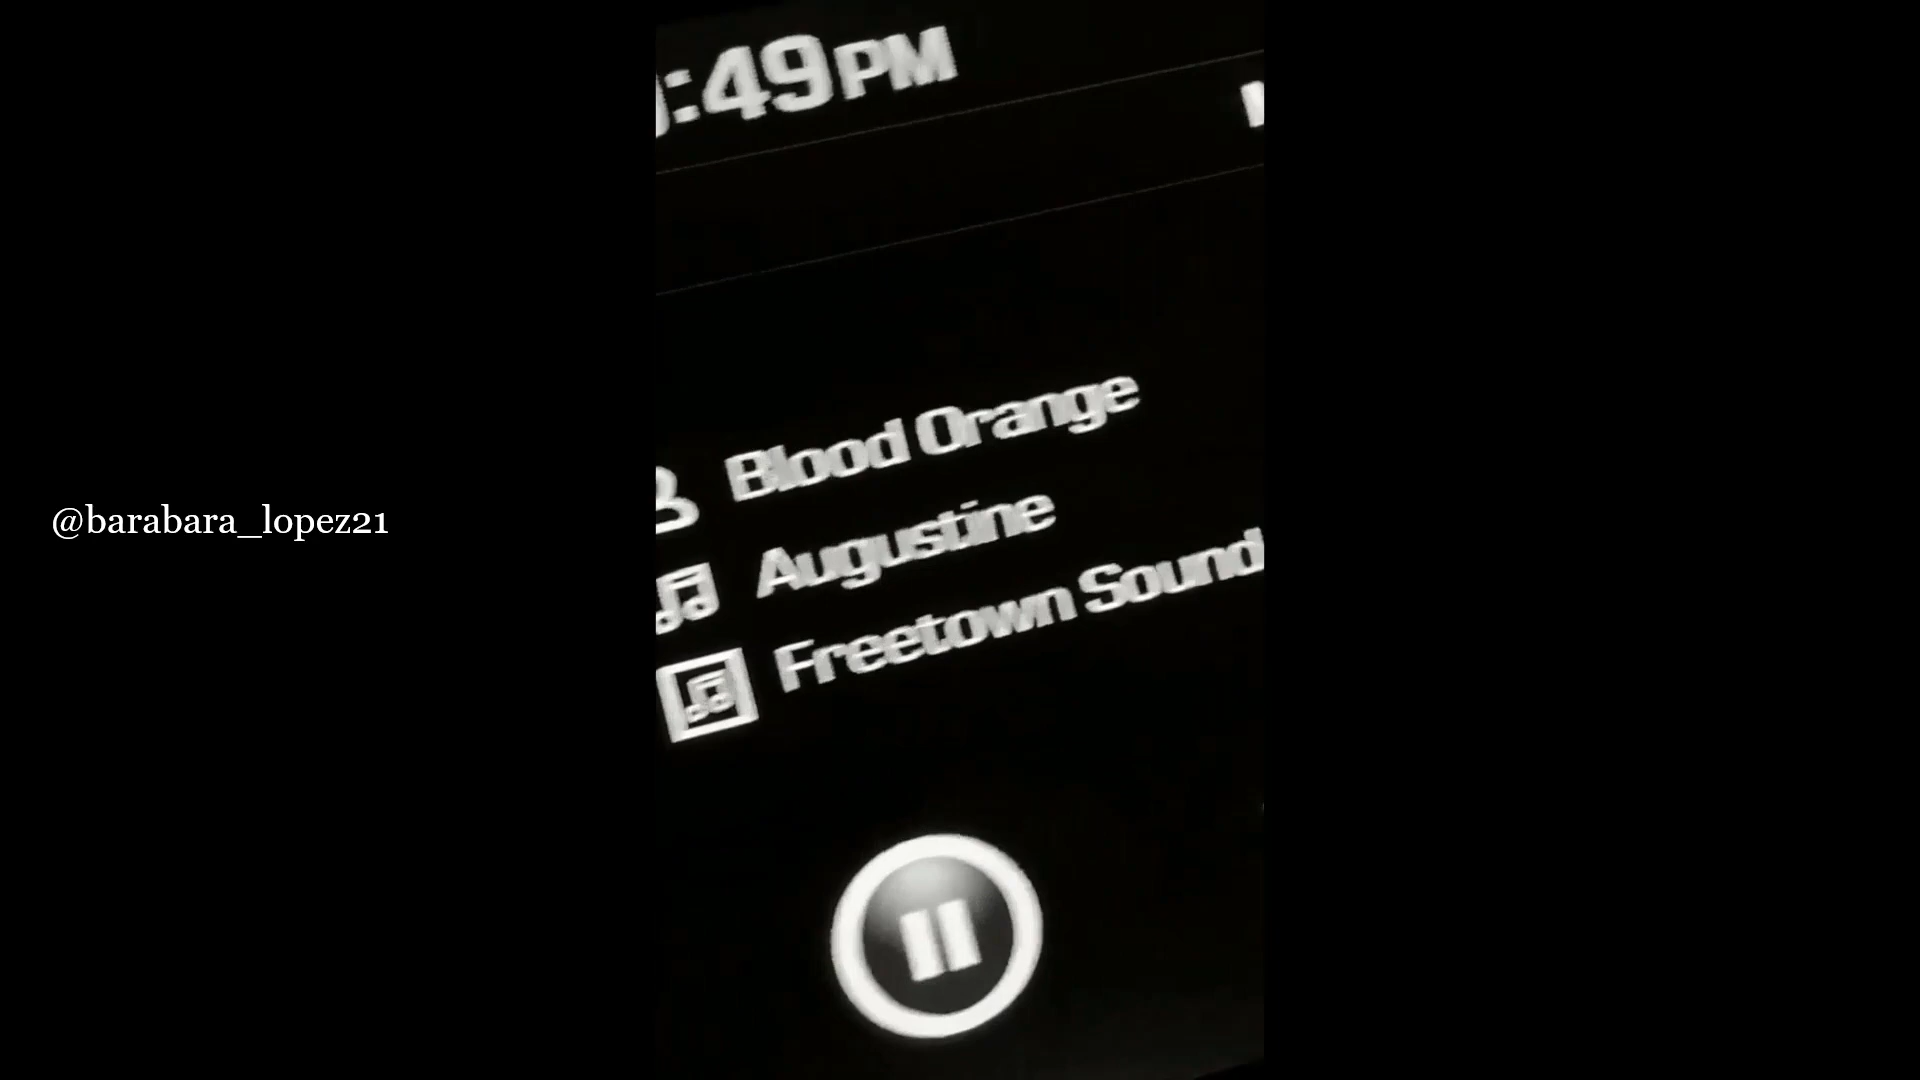 :49PM
Blood Orange
@barabara_lopez21
Augustine
Freetown Sound